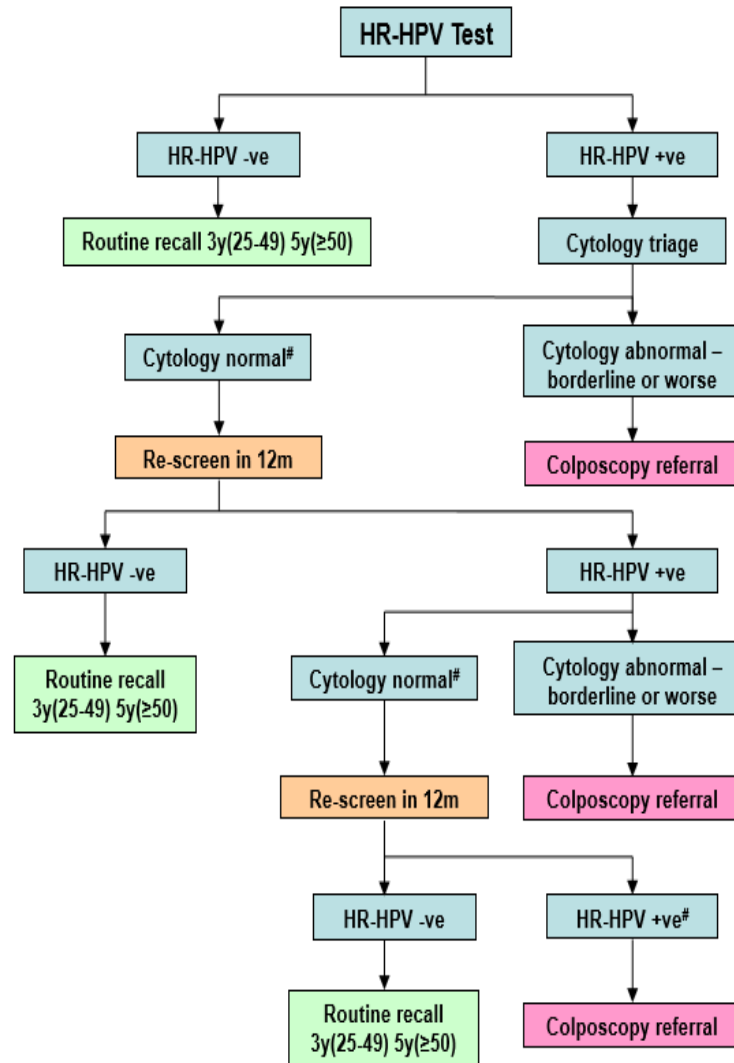 HR-HPV Test
HR-HPV -ve
HR-HPV +ve
Routine recall 3y(25-49) 5y(≥50)
Cytology triage
Cytology normal#
Cytology abnormal –
borderline or worse
Re-screen in 12m
Colposcopy referral
HR-HPV -ve
HR-HPV +ve
Routine recall
3y(25-49) 5y(≥50)
Cytology normal#
Cytology abnormal –
borderline or worse
Re-screen in 12m
Colposcopy referral
HR-HPV -ve
HR-HPV +ve#
Routine recall
3y(25-49) 5y(≥50)
Colposcopy referral